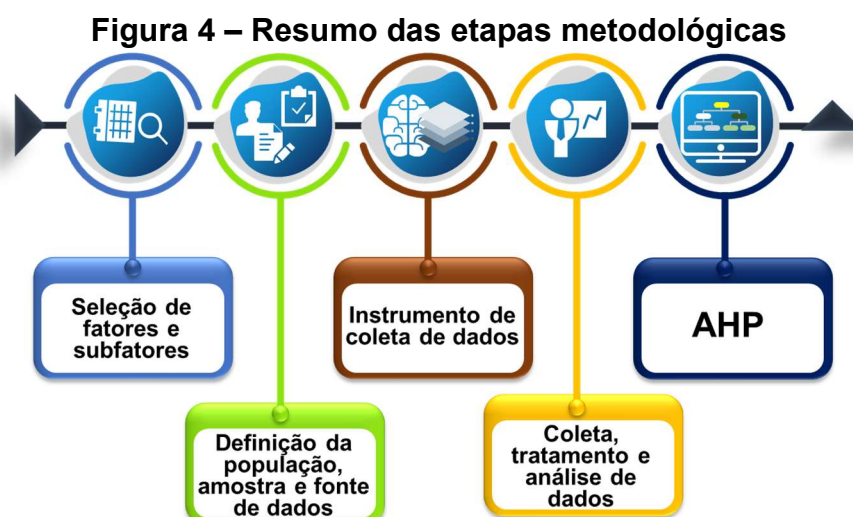 Figura 4 – Resumo das etapas metodológicas
Seleção de
fatores e
subfatores
Definição da
população,
amostra e fonte
de dados
Instrumento de
coleta de dados
Coleta,
tratamento e
análise de
dados
AHP